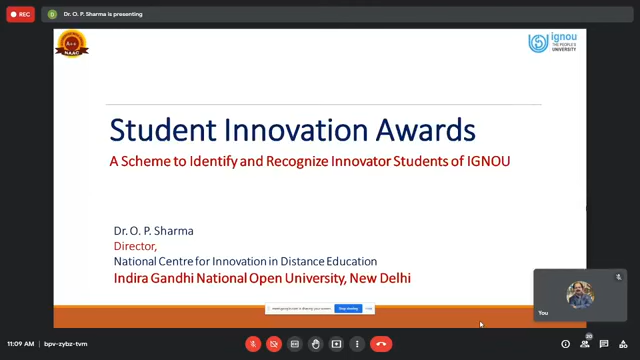 REC
D
Dr. O. P. Sharma is presenting
A++
NAAC
ignou
THE PEOPLE'S
UNIVERSITY
Student Innovation Awards
A Scheme to Identify and Recognize Innovator Students of IGNOU
Dr. O. P. Sharma
Director,
National Centre for Innovation in Distance Education
Indira Gandhi National Open University, New Delhi
meet.google.com is sharing your screen.
Stop sharing
Hide
You
11:09 AM
bpv-zybz-tvm
20